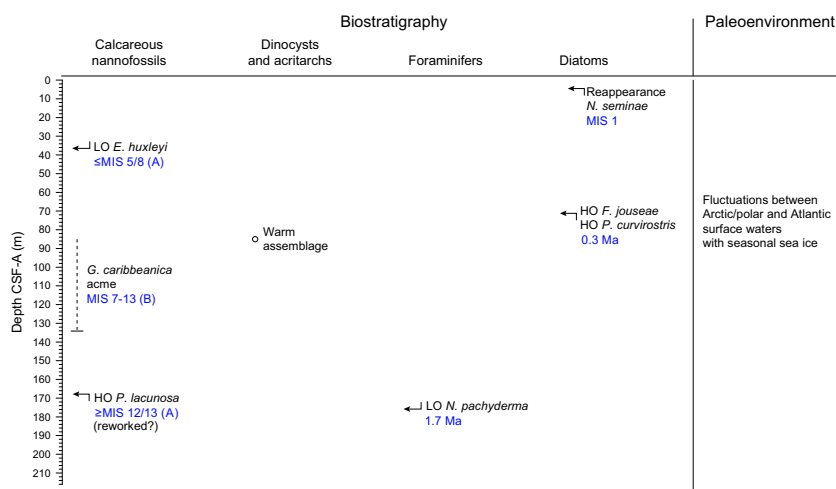 Biostratigraphy
Paleoenvironment
Calcareous
nannofossils
Dinocysts
and acritarchs
Foraminifers
Diatoms
Depth CSF-A (m)
0
10
20
30
40
50
60
70
80
90
100
110
120
130
140
150
160
170
180
190
200
210
LO E. huxleyi
≤MIS 5/8 (A)
G. caribbeanica
acme
MIS 7-13 (B)
HO P. lacunosa
≥MIS 12/13 (A)
(reworked?)
Warm
assemblage
LO N. pachyderma
1.7 Ma
Reappearance
N. seminae
MIS 1
HO F. jouseae
HO P. curvirostris
0.3 Ma
Fluctuations between
Arctic/polar and Atlantic
surface waters
with seasonal sea ice